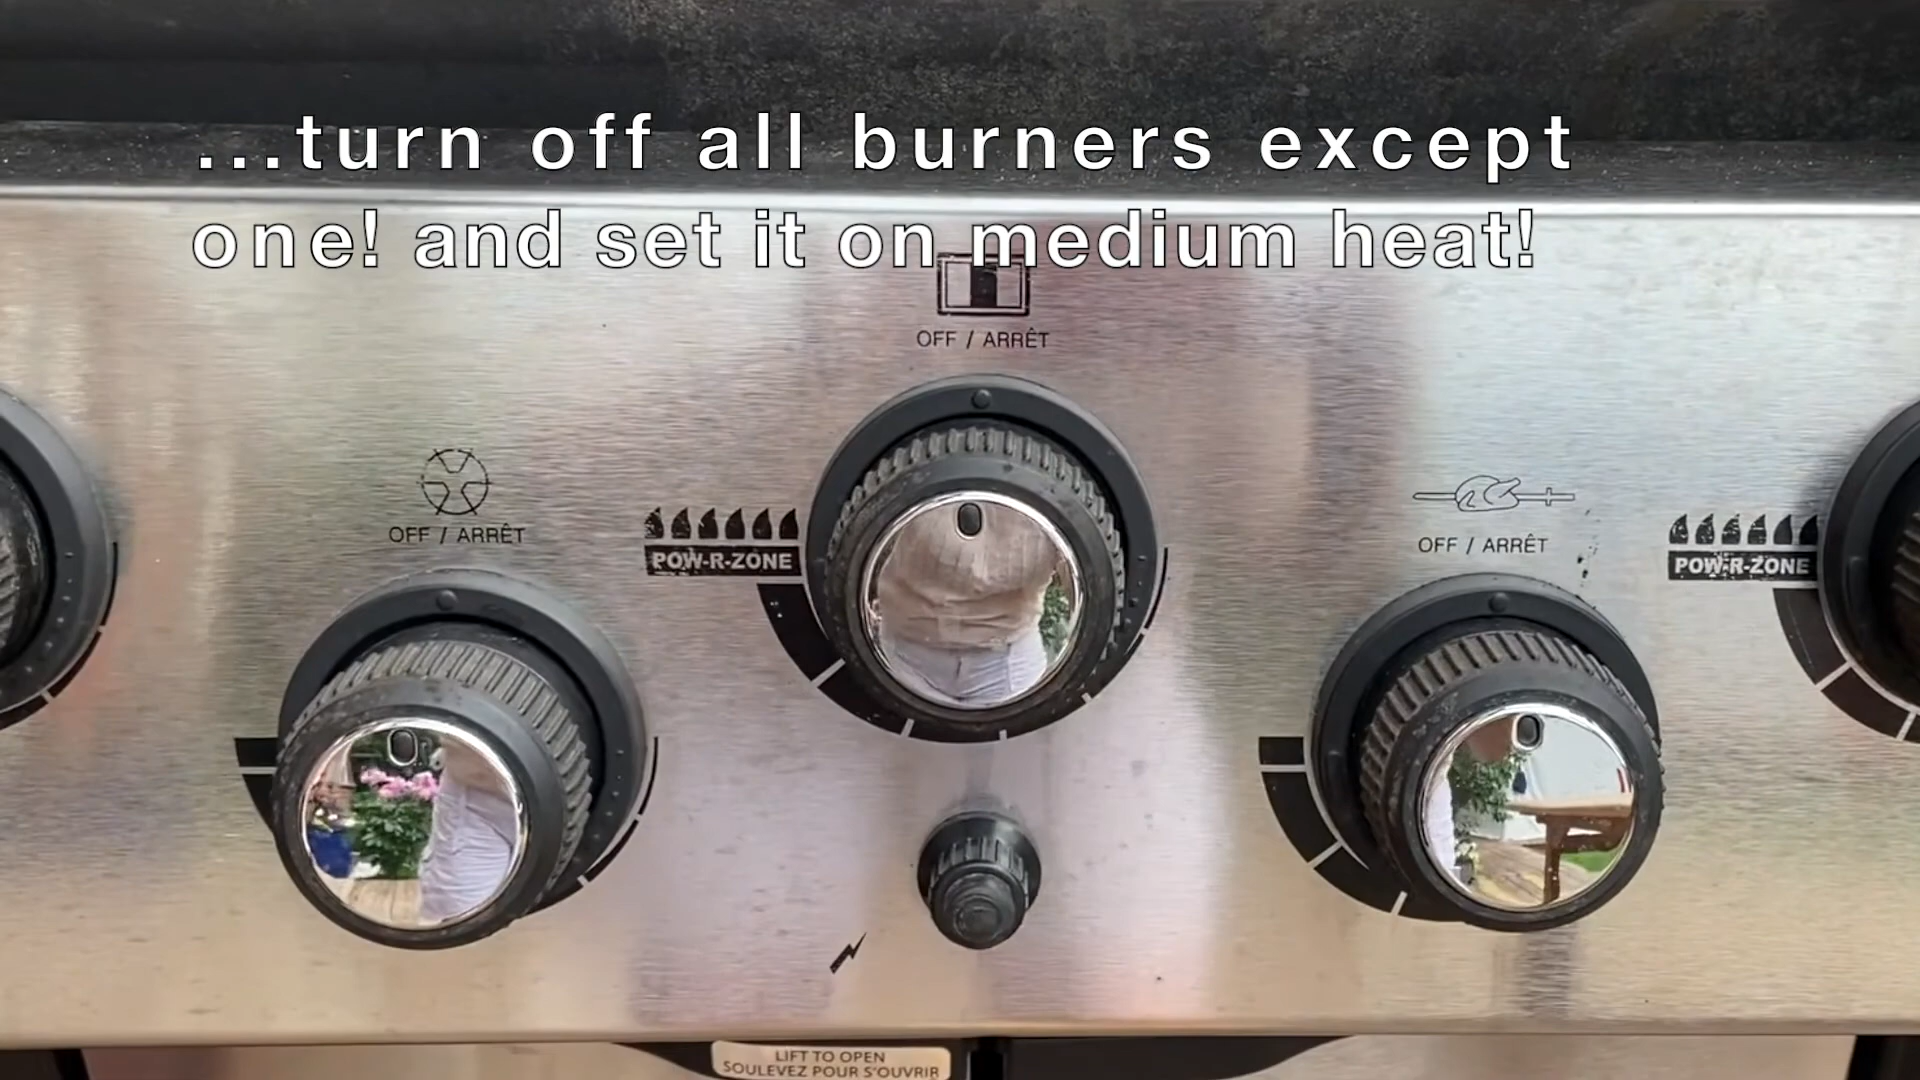 ...turn off all burners except
one! and set it on medium heat!
OFF / ARRÊT
OFF / ARRÊT
POW-R-ZONE
OFF / ARRÊT
POW-R-ZONE
LIFT TO OPEN
SOULEVEZ POUR S'OUVRIR